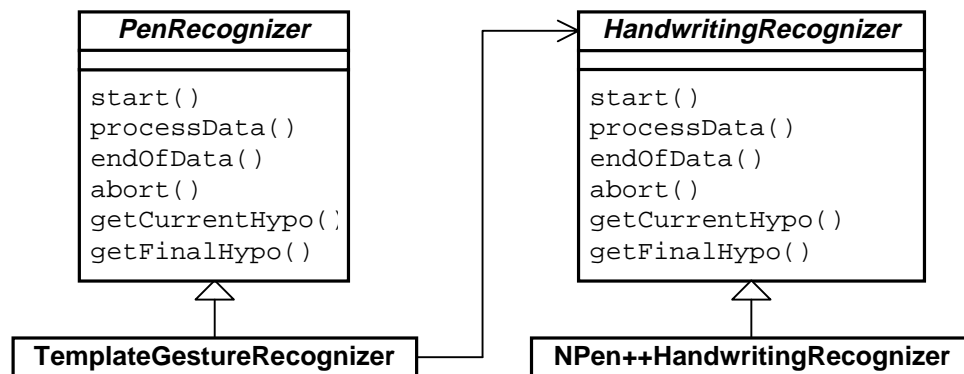 PenRecognizer
start()
processData()
endOfData()
abort()
getCurrentHypo()
getFinalHypo()
HandwritingRecognizer
start()
processData()
endOfData()
abort()
getCurrentHypo()
getFinalHypo()
TemplateGestureRecognizer
NPen++HandwritingRecognizer